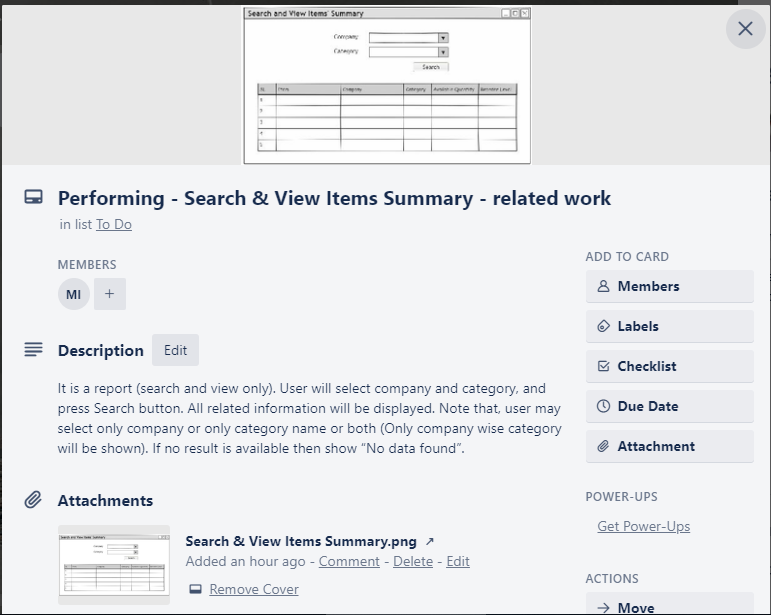 Search and View Items' Summary
Company
Category
Search
SL Items Company Category Available Quantity Reorder Level
1
2
3
4
5
Performing - Search & View Items Summary - related work
in list To Do
MEMBERS
MI +
Description Edit
It is a report (search and view only). User will select company and category, and
press Search button. All related information will be displayed. Note that, user may
select only company or only category name or both (Only company wise category
will be shown). If no result is available then show “No data found”.
Attachments
Search & View Items Summary.png ↗
Added an hour ago - Comment - Delete - Edit
Remove Cover
ADD TO CARD
Members
Labels
Checklist
Due Date
Attachment
POWER-UPS
Get Power-Ups
ACTIONS
→ Move